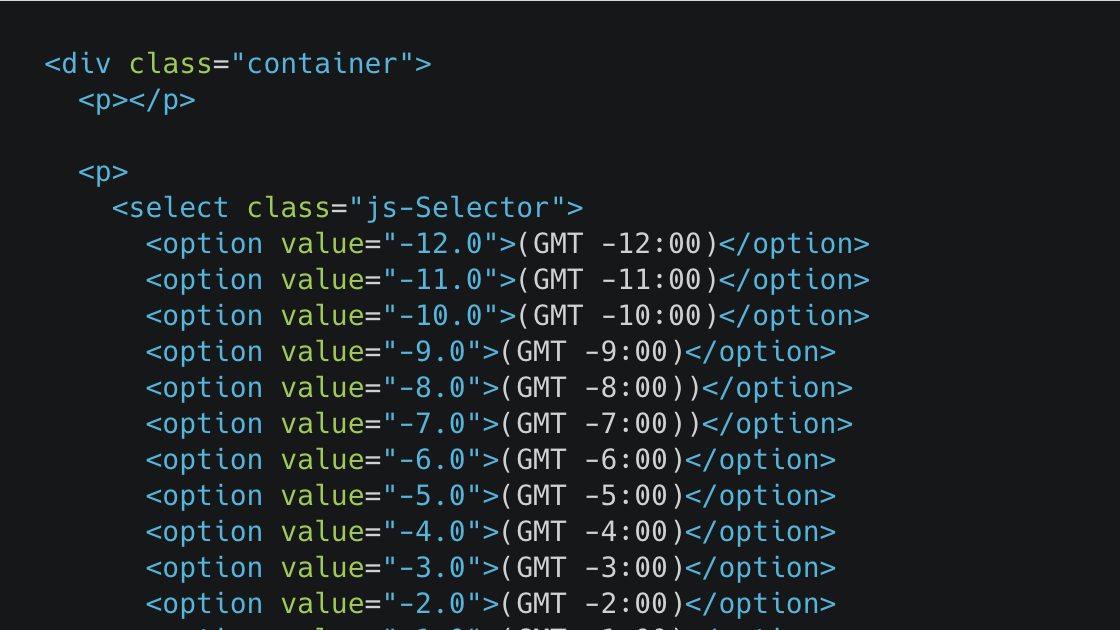 <div class="container">
<p></p>
<p>
<select class="js-Selector">
<option value="-12.0">(GMT -12:00)</option>
<option value="-11.0">(GMT -11:00)</option>
<option value="-10.0">(GMT -10:00)</option>
<option value="-9.0">(GMT -9:00)</option>
<option value="-8.0">(GMT -8:00))</option>
<option value="-7.0">(GMT -7:00))</option>
<option value="-6.0">(GMT -6:00)</option>
<option value="-5.0">(GMT -5:00)</option>
<option value="-4.0">(GMT -4:00)</option>
<option value="-3.0">(GMT -3:00)</option>
<option value="-2.0">(GMT -2:00)</option>